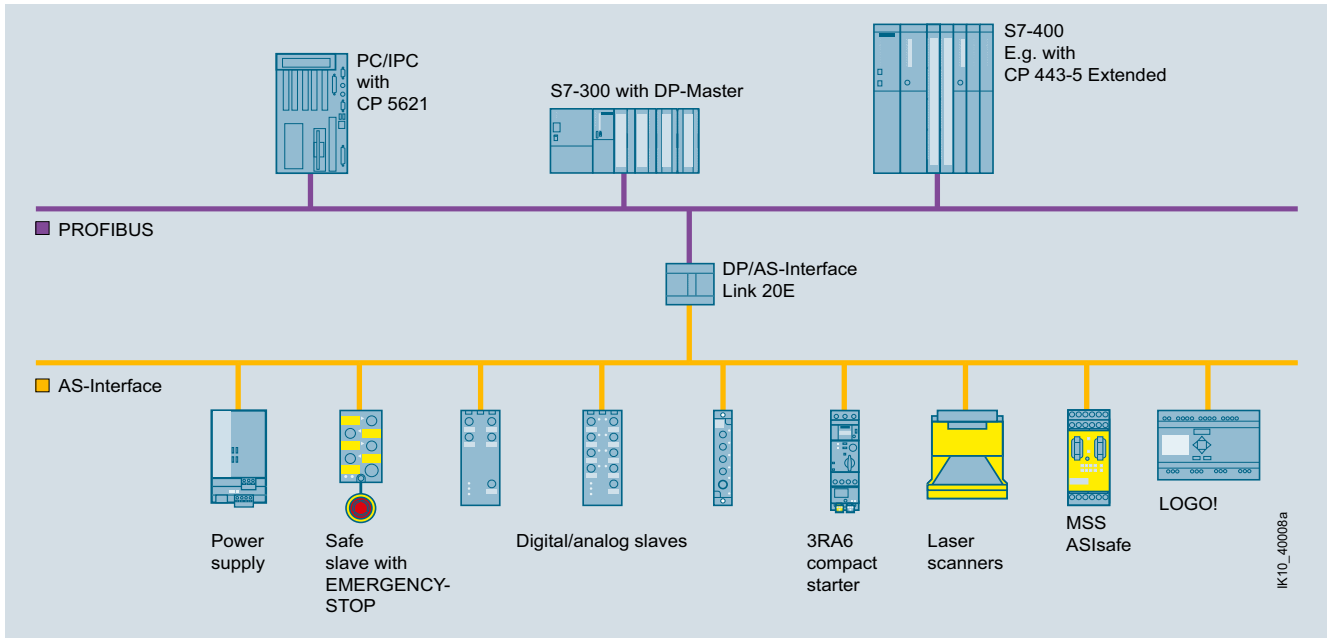 PC/IPC
with
CP 5621
S7-300 with DP-Master
S7-400
E.g. with
CP 443-5 Extended
PROFIBUS
DP/AS-Interface
Link 20E
AS-Interface
Power
supply
Safe
slave with
EMERGENCY-
STOP
Digital/analog slaves
3RA6
compact
starter
Laser
scanners
MSS
ASIsafe
LOGO!
IK10_40008a